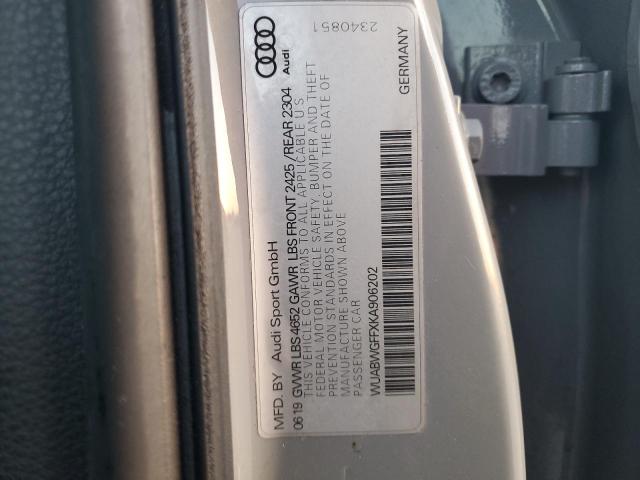 MFD. BY Audi Sport GmbH
0619 GVWR LBS 4652 GAWR LBS FRONT 2425 / REAR 2304
THIS VEHICLE CONFORMS TO ALL APPLICABLE U S
FEDERAL MOTOR VEHICLE SAFETY, BUMPER AND THEFT
PREVENTION STANDARDS IN EFFECT ON THE DATE OF
MANUFACTURE SHOWN ABOVE
PASSENGER CAR
WUABWGFFXKA906202
Audi
2340851
GERMANY